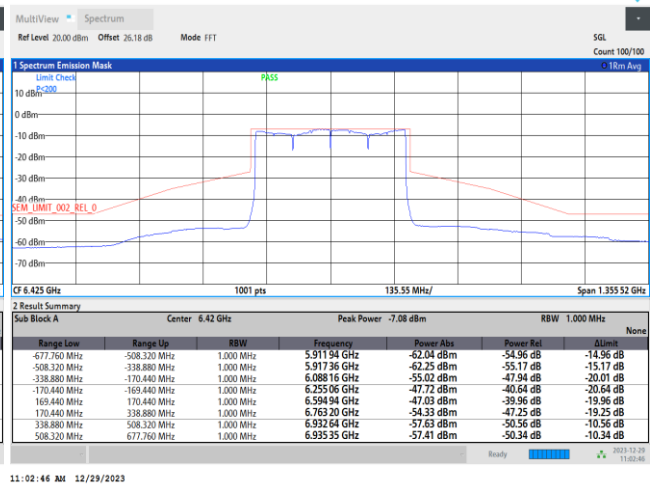 MultiView Spectrum
Ref Level 20.00 dBm Offset 26.18 dB Mode FFT SGL
Count 100/100
1 Spectrum Emission Mask 1Rm Avg
Limit Check PASS
P<200
10 dBm
0 dBm
-10 dBm
-20 dBm
-30 dBm
-40 dBm
SEM_LIMIT_002_REL_0
-50 dBm
-60 dBm
-70 dBm
CF 6.425 GHz 1001 pts 135.55 MHz/ Span 1.355 52 GHz
2 Result Summary
Sub Block A Center 6.42 GHz Peak Power -7.08 dBm RBW 1.000 MHz
None
Range Low Range Up RBW Frequency Power Abs Power Rel ΔLimit
-677.760 MHz -508.320 MHz 1.000 MHz 5.911 94 GHz -62.04 dBm -54.96 dB -14.96 dB
-508.320 MHz -338.880 MHz 1.000 MHz 5.917 36 GHz -62.25 dBm -55.17 dB -15.17 dB
-338.880 MHz -170.440 MHz 1.000 MHz 6.088 16 GHz -55.02 dBm -47.94 dB -20.01 dB
-170.440 MHz -169.440 MHz 1.000 MHz 6.255 06 GHz -47.72 dBm -40.64 dB -20.64 dB
169.440 MHz 170.440 MHz 1.000 MHz 6.594 94 GHz -47.03 dBm -39.96 dB -19.96 dB
170.440 MHz 338.880 MHz 1.000 MHz 6.763 20 GHz -54.33 dBm -47.25 dB -19.25 dB
338.880 MHz 508.320 MHz 1.000 MHz 6.932 64 GHz -57.63 dBm -50.56 dB -10.56 dB
508.320 MHz 677.760 MHz 1.000 MHz 6.935 35 GHz -57.41 dBm -50.34 dB -10.34 dB
Ready 2023-12-29
11:02:46
11:02:46 AM 12/29/2023